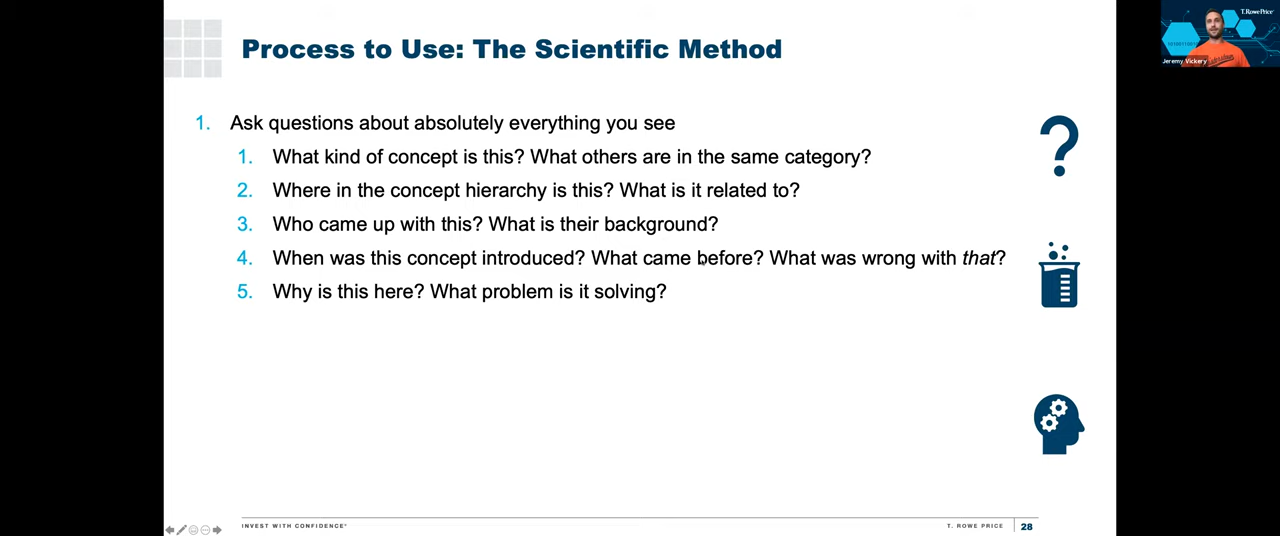 T.RowePrice
Jeremy Vickery
Process to Use: The Scientific Method
1. Ask questions about absolutely everything you see
1. What kind of concept is this? What others are in the same category?
2. Where in the concept hierarchy is this? What is it related to?
3. Who came up with this? What is their background?
4. When was this concept introduced? What came before? What was wrong with that?
5. Why is this here? What problem is it solving?
?
INVEST WITH CONFIDENCE®
T. ROWE PRICE
28